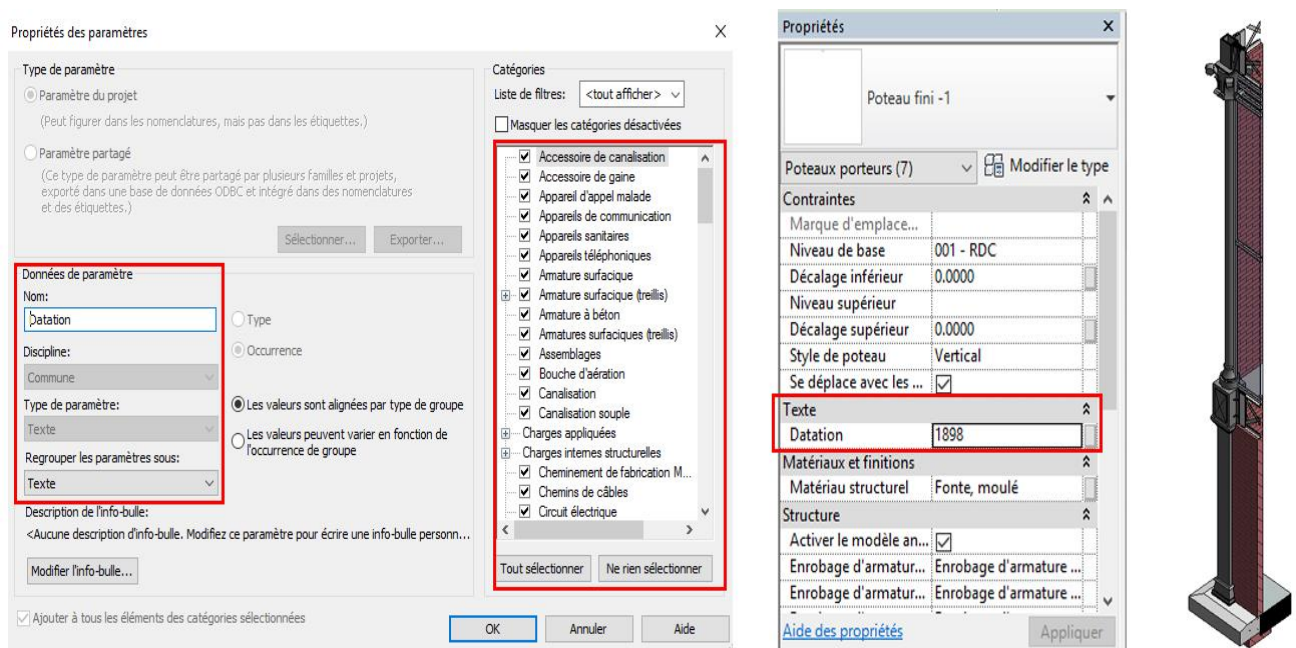 Propriétés des paramètres
Type de paramètre
Paramètre du projet
(Peut figurer dans les nomenclatures, mais pas dans les étiquettes.)
Paramètre partagé
(Ce type de paramètre peut être partagé par plusieurs familles et projets,
exporté dans une base de données ODBC et intégré dans des nomenclatures
et des étiquettes.)
Sélectionner... Exporter...
Données de paramètre
Nom:
Datation
Type
Discipline:
Occurrence
Commune
Type de paramètre:
Les valeurs sont alignées par type de groupe
Texte
Les valeurs peuvent varier en fonction de
l'occurrence de groupe
Regrouper les paramètres sous:
Texte
Description de l'info-bulle:
<Aucune description d'info-bulle. Modifiez ce paramètre pour écrire une info-bulle personn...
Modifier l'info-bulle...
Ajouter à tous les éléments des catégories sélectionnées
Catégories
Liste de filtres: <tout afficher>
Masquer les catégories désactivées
Accessoire de canalisation
Accessoire de gaine
Appareil d'appel malade
Appareils de communication
Appareils sanitaires
Appareils téléphoniques
Armature surfacique
Armature surfacique (treillis)
Armature à béton
Armatures surfaciques (treillis)
Assemblages
Bouche d'aération
Canalisation
Canalisation souple
Charges appliquées
Charges internes structurelles
Cheminement de fabrication M...
Chemins de câbles
Circuit électrique
Tout sélectionner Ne rien sélectionner
OK Annuler Aide
Propriétés
Poteau fini -1
Poteaux porteurs (7) Modifier le type
Contraintes
Marque d'emplace...
Niveau de base 001 - RDC
Décalage inférieur 0.0000
Niveau supérieur
Décalage supérieur 0.0000
Style de poteau Vertical
Se déplace avec les ...
Texte
Datation 1898
Matériaux et finitions
Matériau structurel Fonte, moulé
Structure
Activer le modèle an...
Enrobage d'armatur... Enrobage d'armature ...
Enrobage d'armatur... Enrobage d'armature ...
Aide des propriétés Appliquer